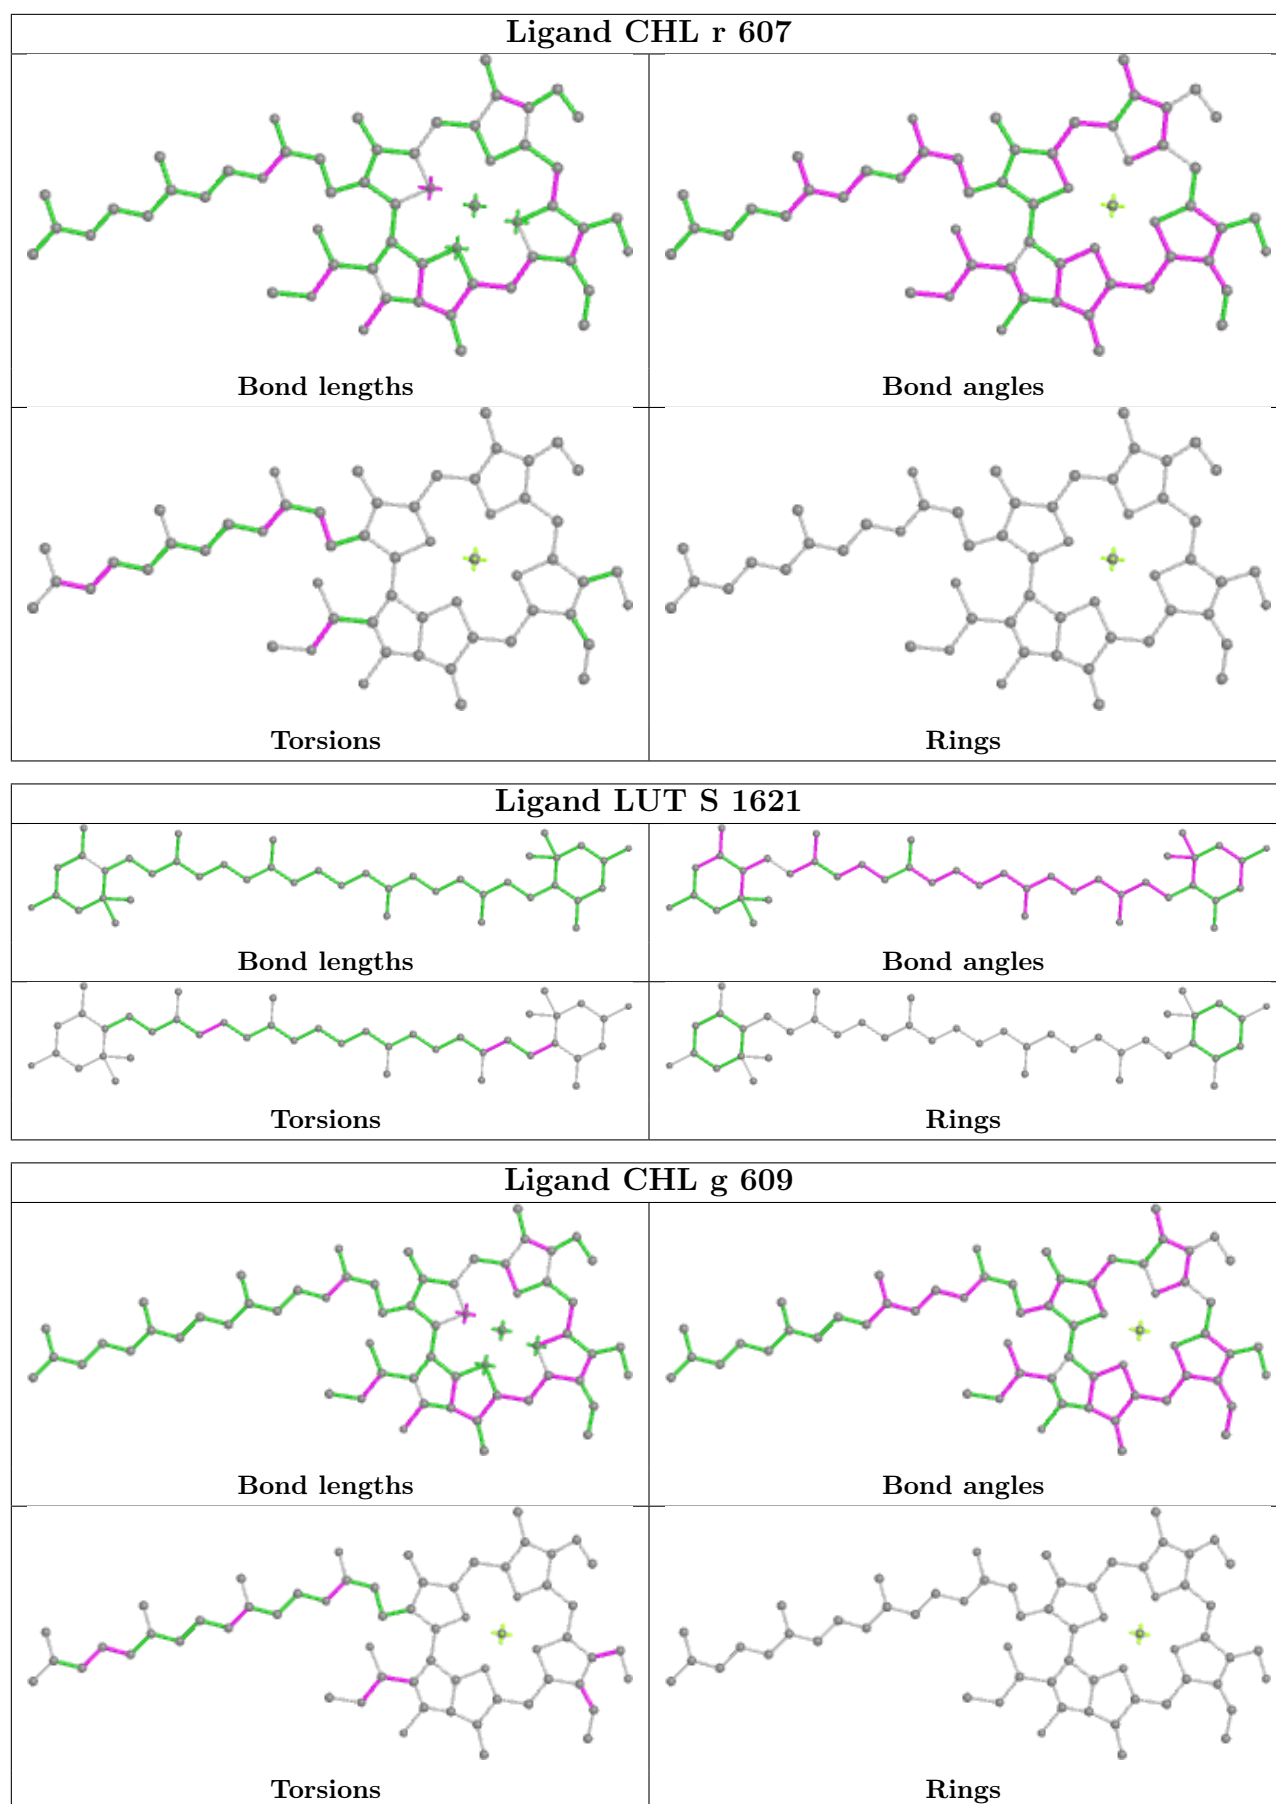 Ligand CHL r 607
Bond lengths
Bond angles
Torsions
Rings
Ligand LUT S 1621
Bond lengths
Bond angles
Torsions
Rings
Ligand CHL g 609
Bond lengths
Bond angles
Torsions
Rings